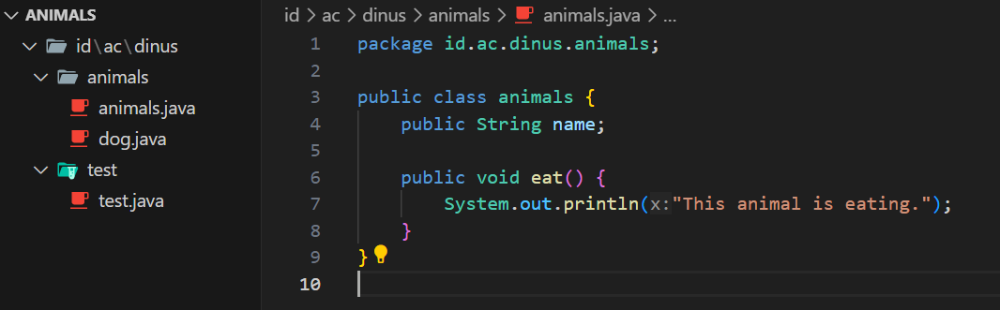 ANIMALS
id\ac\dinus
animals
animals.java
dog.java
test
test.java
id > ac > dinus > animals > animals.java > ...
1 package id.ac.dinus.animals;
2
3 public class animals {
4     public String name;
5
6     public void eat() {
7         System.out.println(x:"This animal is eating.");
8     }
9 }
10